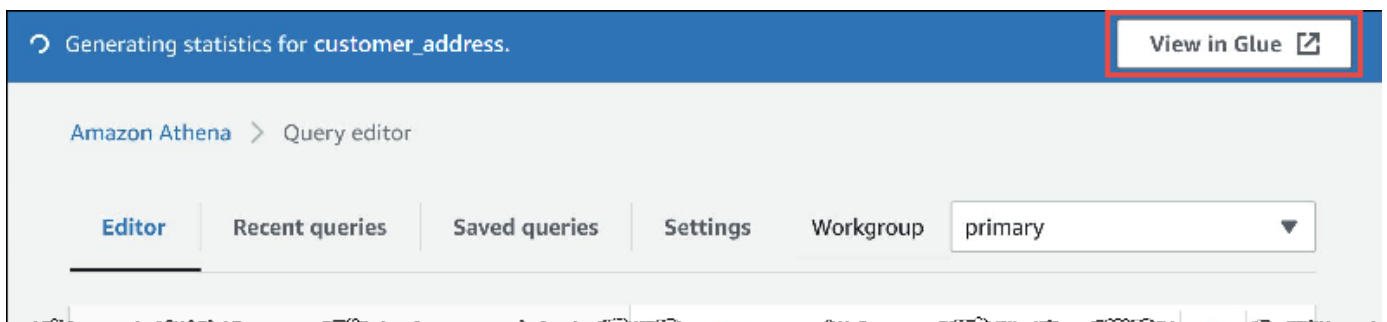 Generating statistics for customer_address.
View in Glue
Amazon Athena > Query editor
Editor
Recent queries
Saved queries
Settings
Workgroup
primary